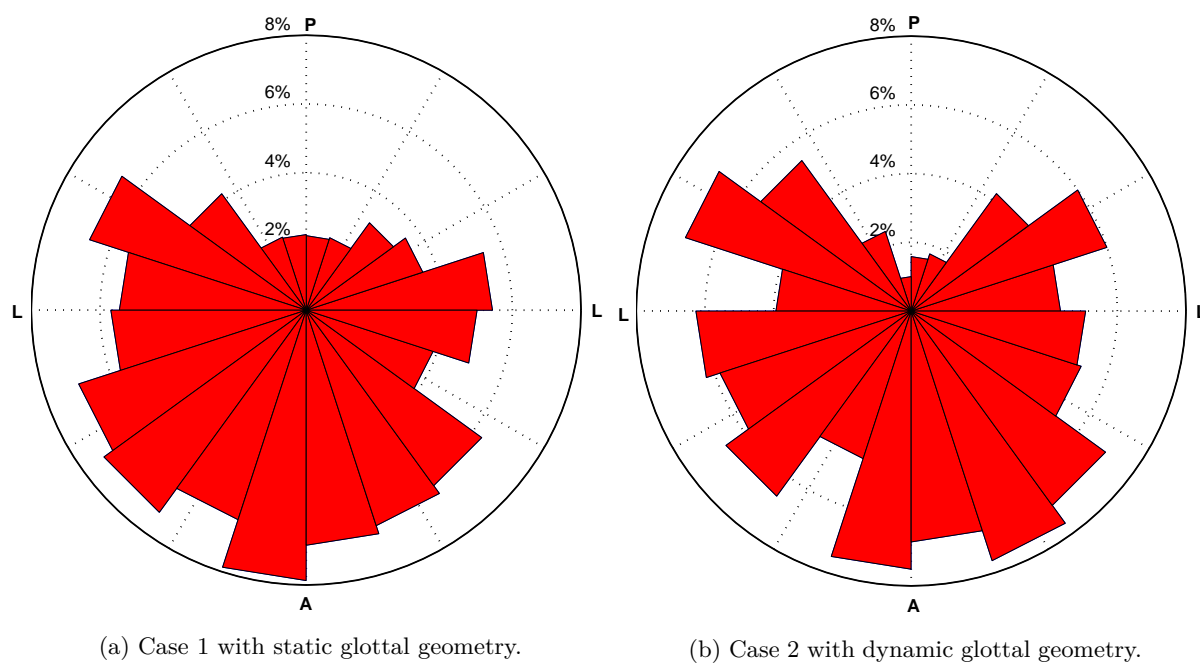 8% P
6%
4%
2%
L
L
A
(a) Case 1 with static glottal geometry.
8% P
6%
4%
2%
L
A
(b) Case 2 with dynamic glottal geometry.